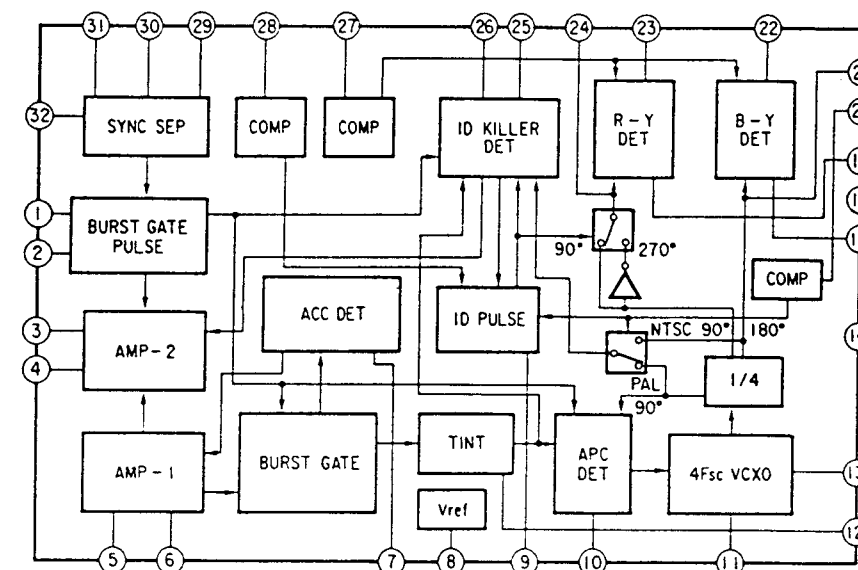 31 30 29 28 27 26 25 24 23 22
32
SYNC SEP
COMP
COMP
ID KILLER
DET
R-Y
DET
B-Y
DET
1
2
BURST GATE
PULSE
90°
270°
COMP
3
4
AMP-2
ACC DET
ID PULSE
NTSC 90°
180°
PAL
90°
1/4
14
AMP-1
BURST GATE
TINT
APC
DET
4Fsc VCXO
13
Vref
12
5 6 7 8 9 10 11